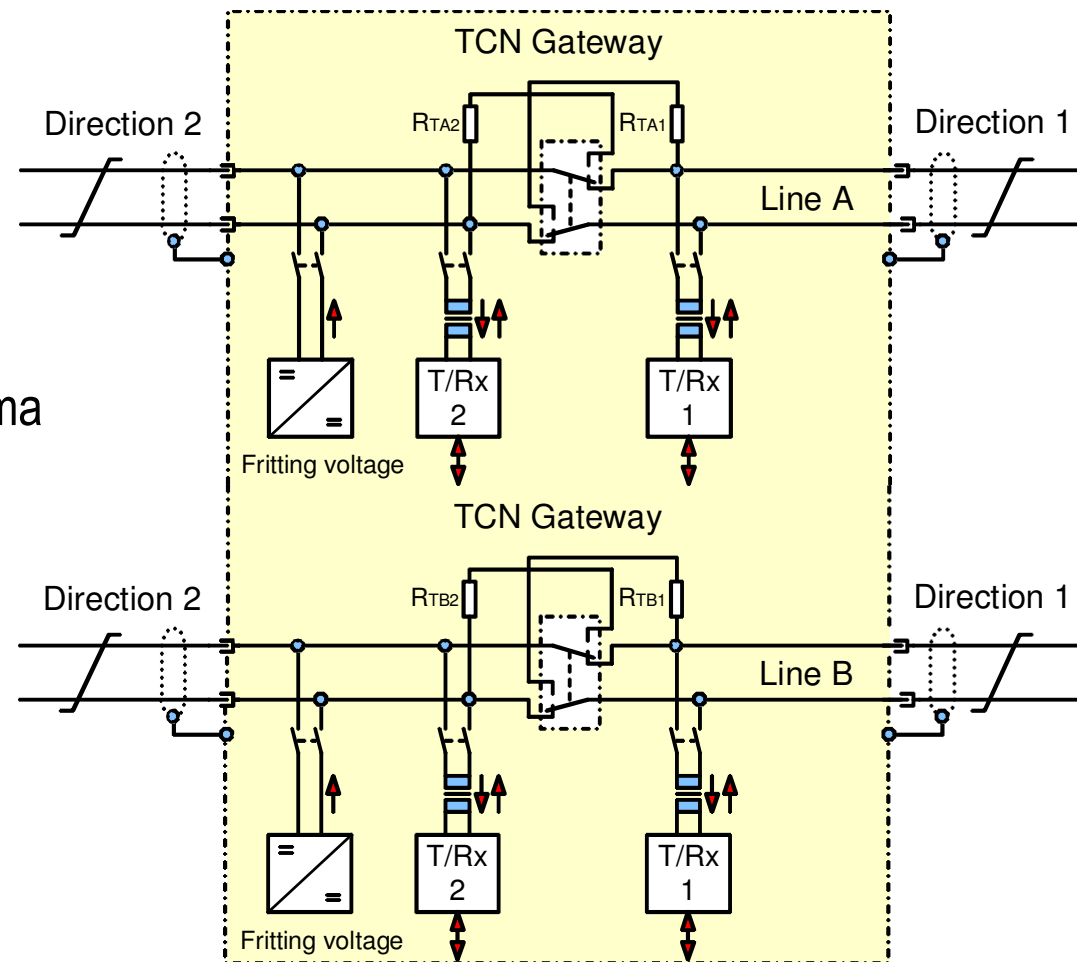 TCN Gateway
Direction 2
RTA2
RTA1
Direction 1
Line A
T/Rx
2
T/Rx
1
ma
Fritting voltage
TCN Gateway
Direction 2
RTB2
RTB1
Direction 1
Line B
T/Rx
2
T/Rx
1
Fritting voltage